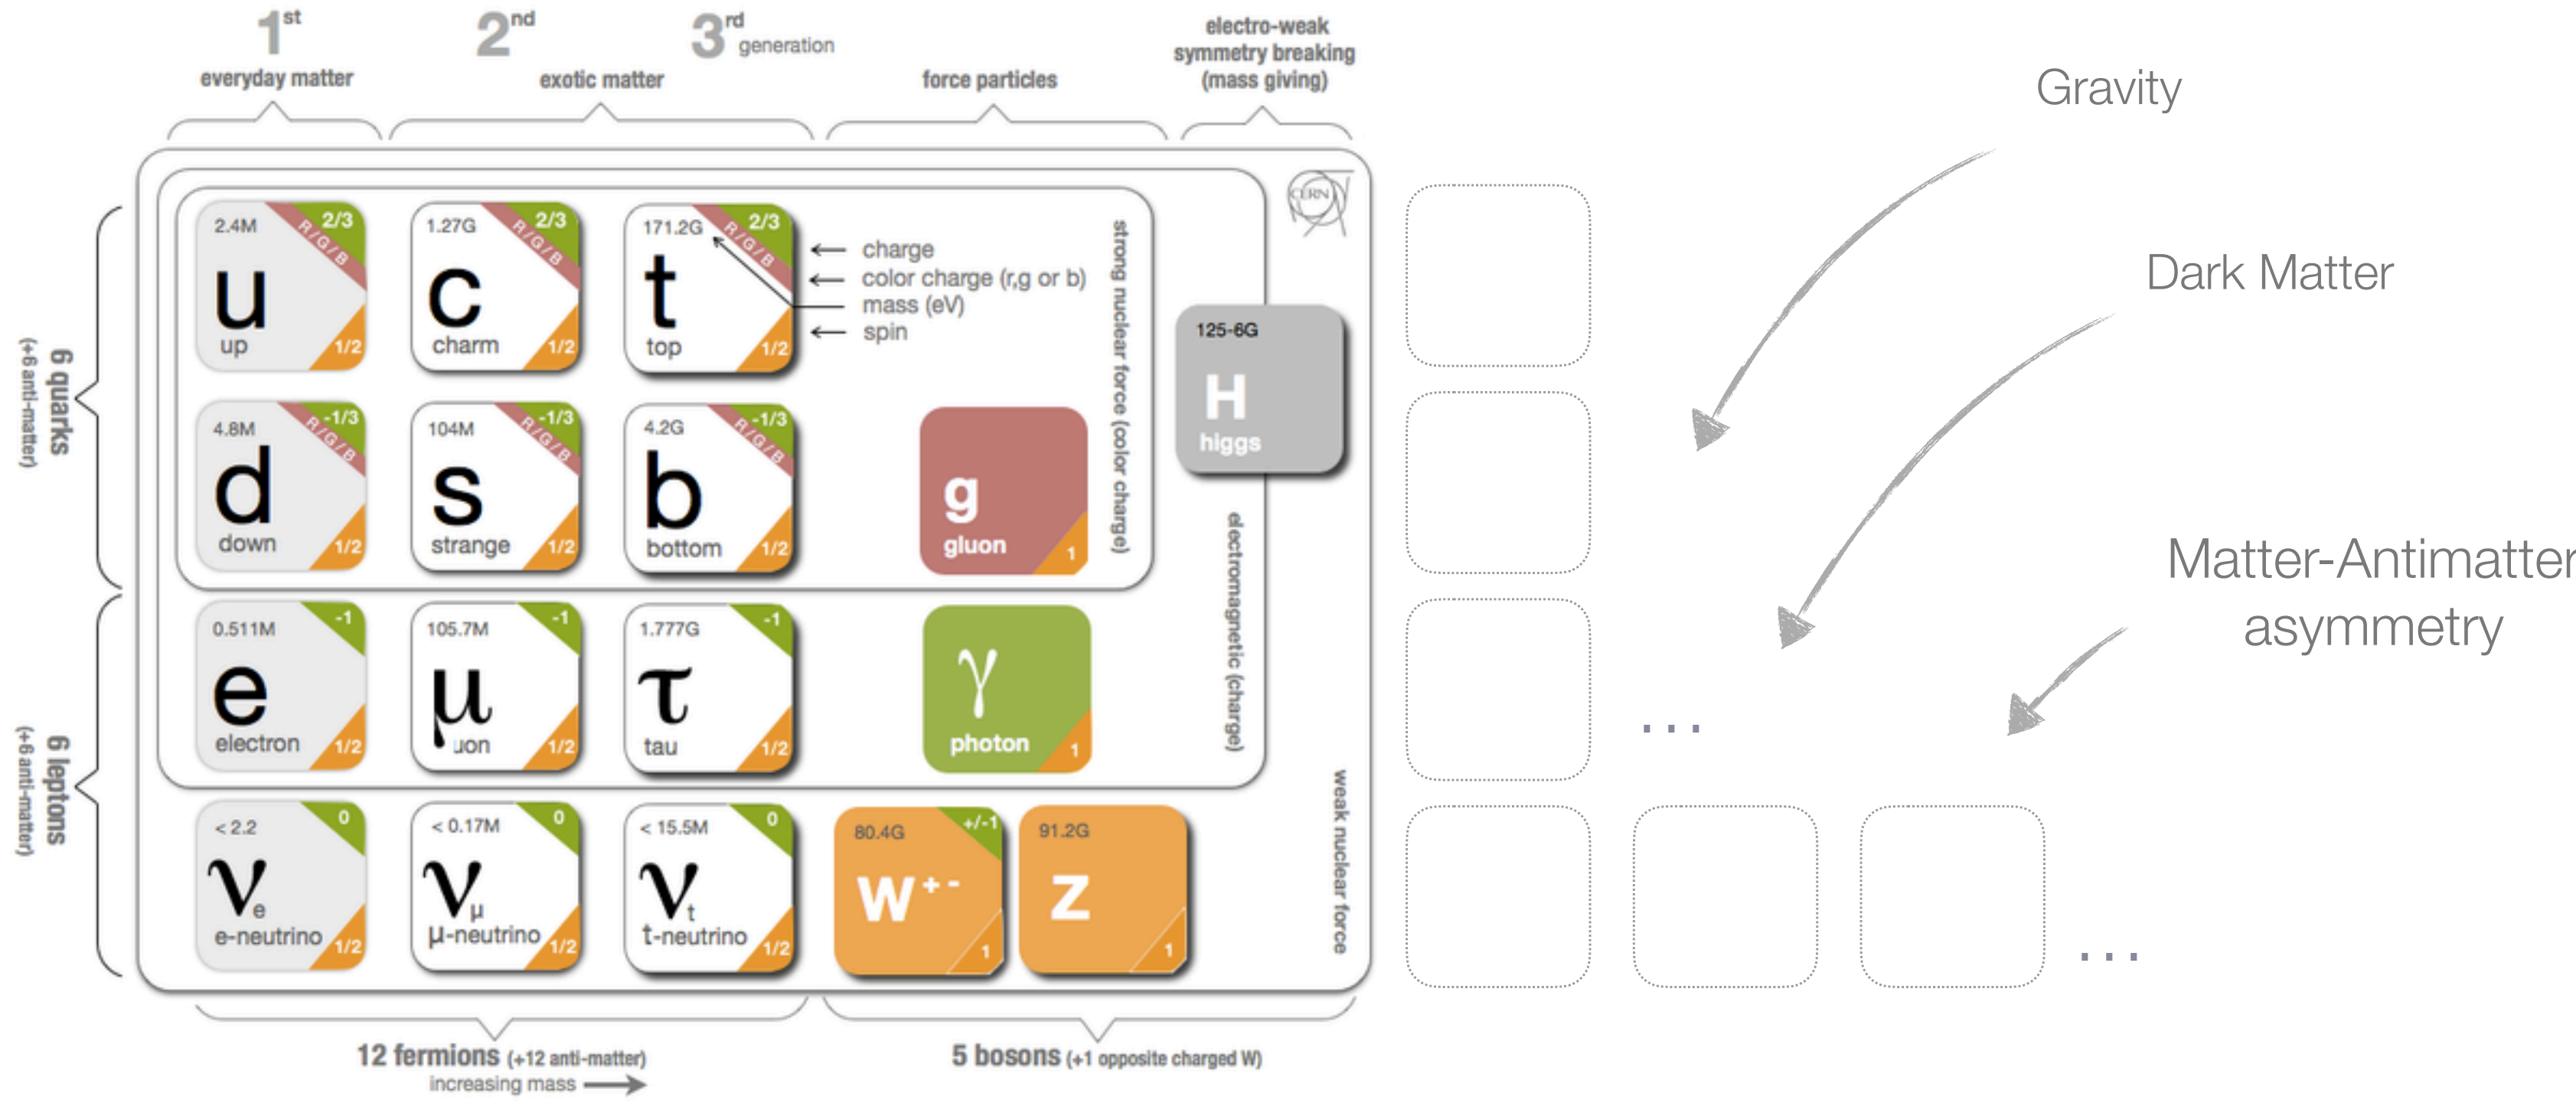 1st
2nd
3rd generation
everyday matter
exotic matter
force particles
electro-weak
symmetry breaking
(mass giving)
Gravity
Dark Matter
Matter-Antimatter
asymmetry
CERN
6 quarks
(+6 anti-matter)
6 leptons
(+6 anti-matter)
2.4M
2/3
R/G/B
u
up
1/2
1.27G
2/3
R/G/B
c
charm
1/2
171.2G
2/3
R/G/B
t
top
1/2
charge
color charge (r,g or b)
mass (eV)
spin
strong nuclear force (color charge)
125-6G
H
higgs
4.8M
-1/3
R/G/B
d
down
1/2
104M
-1/3
R/G/B
s
strange
1/2
4.2G
-1/3
R/G/B
b
bottom
1/2
g
gluon
1
electromagnetic (charge)
0.511M
-1
e
electron
1/2
105.7M
-1
μ
uon
1/2
1.777G
-1
τ
tau
1/2
γ
photon
1
...
weak nuclear force
< 2.2
0
νe
e-neutrino
1/2
< 0.17M
0
νμ
μ-neutrino
1/2
< 15.5M
0
νt
t-neutrino
1/2
80.4G
+/-1
W+-
1
91.2G
Z
1
...
12 fermions (+12 anti-matter)
increasing mass
5 bosons (+1 opposite charged W)